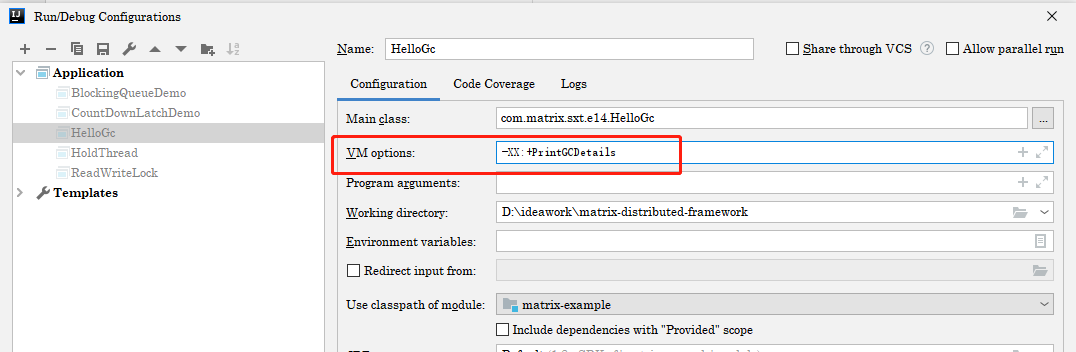 IJ Run/Debug Configurations
Name: HelloGc
Share through VCS ? Allow parallel run
Application
BlockingQueueDemo
CountDownLatchDemo
HelloGc
HoldThread
ReadWriteLock
Templates
Configuration Code Coverage Logs
Main class: com.matrix.sxt.e14.HelloGc ...
VM options: -XX:+PrintGCDetails
Program arguments:
Working directory: D:\ideawork\matrix-distributed-framework
Environment variables:
Redirect input from:
Use classpath of module: matrix-example
Include dependencies with "Provided" scope